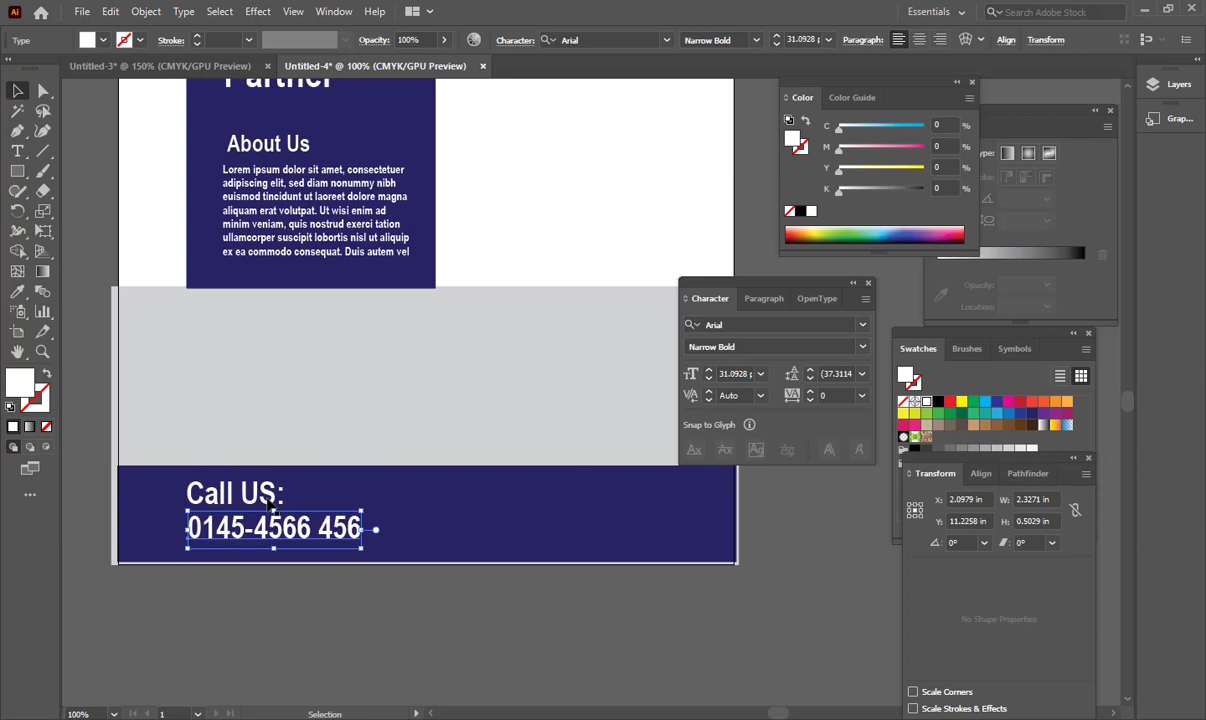 Ai File Edit Object Type Select Effect View Window Help Essentials Search Adobe Stock
Type Stroke: Opacity: 100% Character: Arial Narrow Bold 31.0928 pt Paragraph: Align Transform
Untitled-3* @ 150% (CMYK/GPU Preview) × Untitled-4* @ 100% (CMYK/GPU Preview) ×
Partner
About Us
Lorem ipsum dolor sit amet, consectetuer
adipiscing elit, sed diam nonummy nibh
euismod tincidunt ut laoreet dolore magna
aliquam erat volutpat. Ut wisi enim ad
minim veniam, quis nostrud exerci tation
ullamcorper suscipit lobortis nisl ut aliquip
ex ea commodo consequat. Duis autem vel
Call US:
0145-4566 456
Color Color Guide
C 0 %
M 0 %
Y 0 %
K 0 %
Layers
Grap...
Type:
Opacity:
Location:
Character Paragraph OpenType
Arial
Narrow Bold
31.0928 p (37.3114
Auto 0
Snap to Glyph
Swatches Brushes Symbols
Transform Align Pathfinder
X: 2.0979 in W: 2.3271 in
Y: 11.2258 in H: 0.5029 in
0° 0°
No Shape Properties
Scale Corners
Scale Strokes & Effects
100% 1 Selection